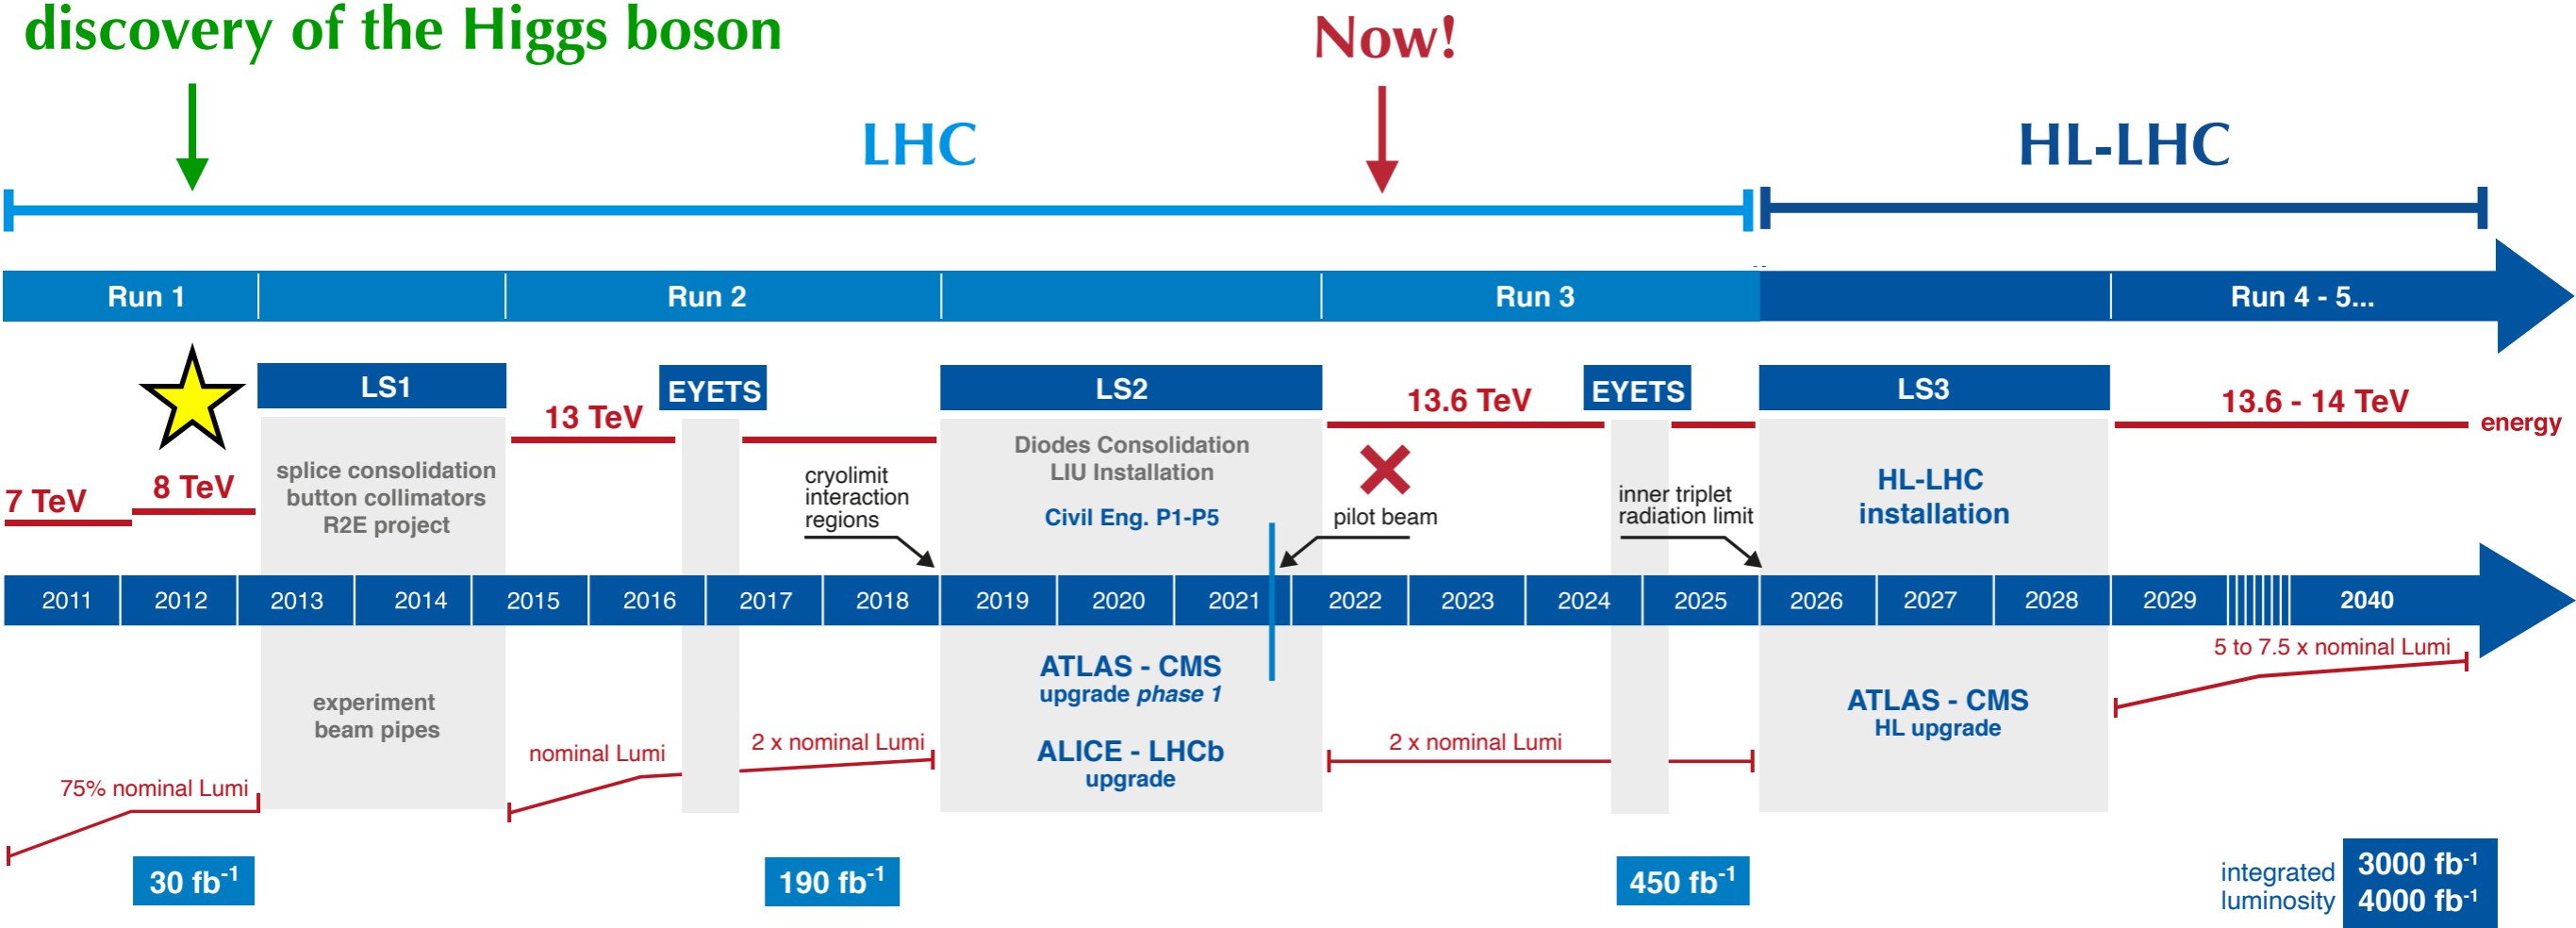 discovery of the Higgs boson
Now!
LHC
HL-LHC
Run 1
Run 2
Run 3
Run 4 - 5...
LS1
EYETS
LS2
EYETS
LS3
13 TeV
13.6 TeV
13.6 - 14 TeV
energy
7 TeV
8 TeV
splice consolidation
button collimators
R2E project
cryolimit
interaction
regions
Diodes Consolidation
LIU Installation
Civil Eng. P1-P5
pilot beam
inner triplet
radiation limit
HL-LHC
installation
2011
2012
2013
2014
2015
2016
2017
2018
2019
2020
2021
2022
2023
2024
2025
2026
2027
2028
2029
2040
experiment
beam pipes
ATLAS - CMS
upgrade phase 1
ALICE - LHCb
upgrade
ATLAS - CMS
HL upgrade
75% nominal Lumi
nominal Lumi
2 x nominal Lumi
2 x nominal Lumi
5 to 7.5 x nominal Lumi
30 fb⁻¹
190 fb⁻¹
450 fb⁻¹
integrated
luminosity
3000 fb⁻¹
4000 fb⁻¹